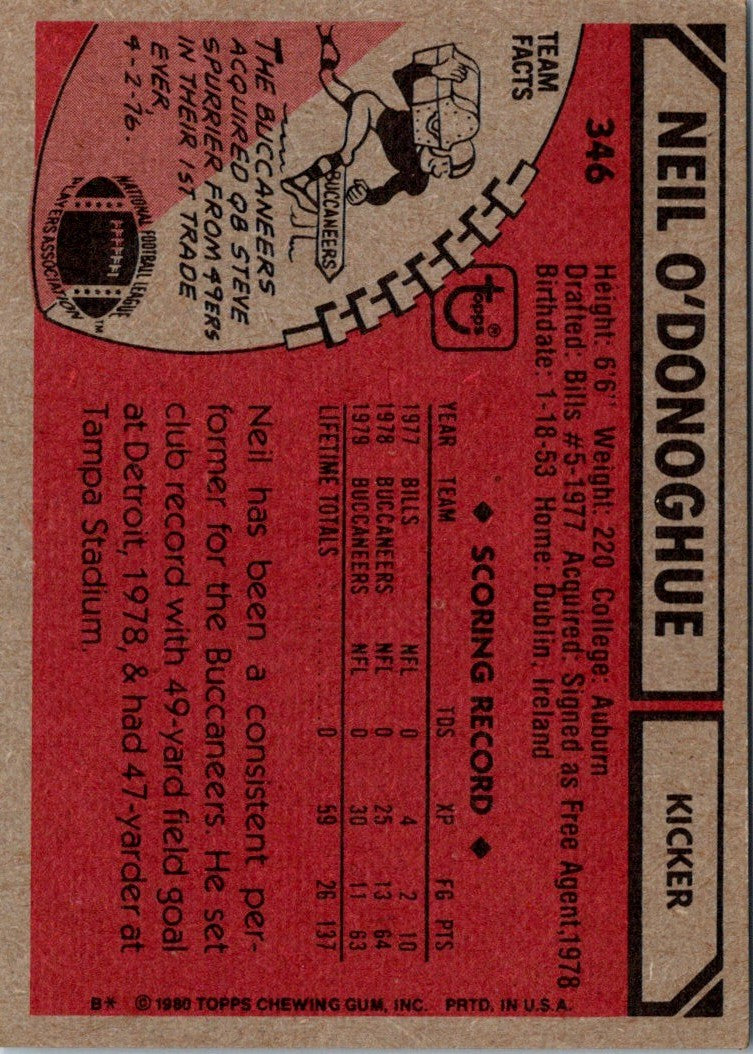 NEIL O'DONOGHUE
KICKER
346
Height: 6'6" Weight: 220 College: Auburn
Drafted: Bills #5-1977 Acquired: Signed as Free Agent, 1978
Birthdate: 1-18-53 Home: Dublin, Ireland
TEAM
FACTS
BUCCANEERS
THE BUCCANEERS
ACQUIRED QB STEVE
SPURRIER FROM 49ERS
IN THEIR 1ST TRADE
EVER
4-2-76.
NATIONAL FOOTBALL LEAGUE
PLAYERS ASSOCIATION™
topps®
◆ SCORING RECORD ◆
YEAR TEAM TDS XP FG PTS
1977 BILLS NFL 0 4 2 10
1978 BUCCANEERS NFL 0 25 13 64
1979 BUCCANEERS NFL 0 30 11 63
LIFETIME TOTALS 0 59 26 137
Neil has been a consistent per-
former for the Buccaneers. He set
club record with 49-yard field goal
at Detroit, 1978, & had 47-yarder at
Tampa Stadium.
B* © 1980 TOPPS CHEWING GUM, INC. PRTD. IN U.S.A.